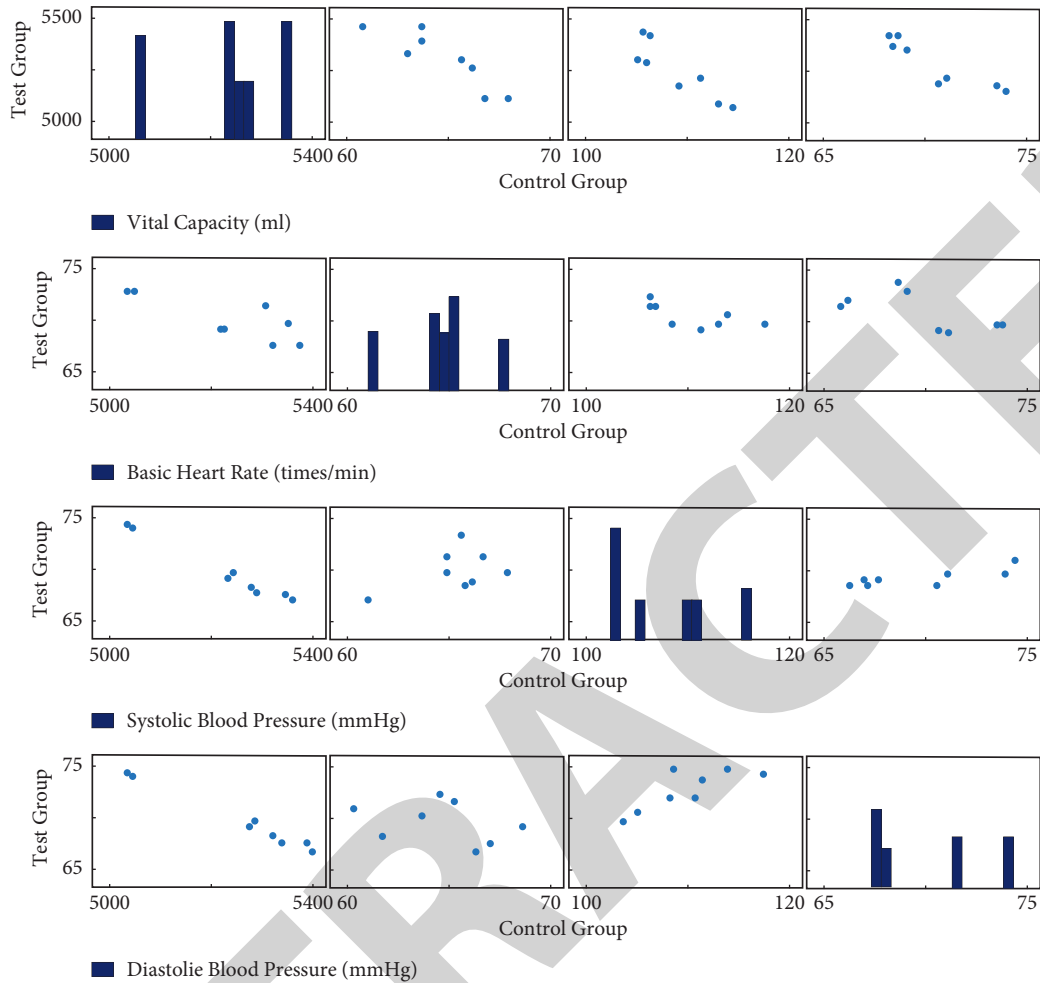 Test Group
5500
5000
5000 5400 60 70 100 120 65 75
Control Group
Vital Capacity (ml)
Test Group
75
65
5000 5400 60 70 100 120 65 75
Control Group
Basic Heart Rate (times/min)
Test Group
75
65
5000 5400 60 70 100 120 65 75
Control Group
Systolic Blood Pressure (mmHg)
Test Group
75
65
5000 5400 60 70 100 120 65 75
Control Group
Diastolie Blood Pressure (mmHg)
TRACTE